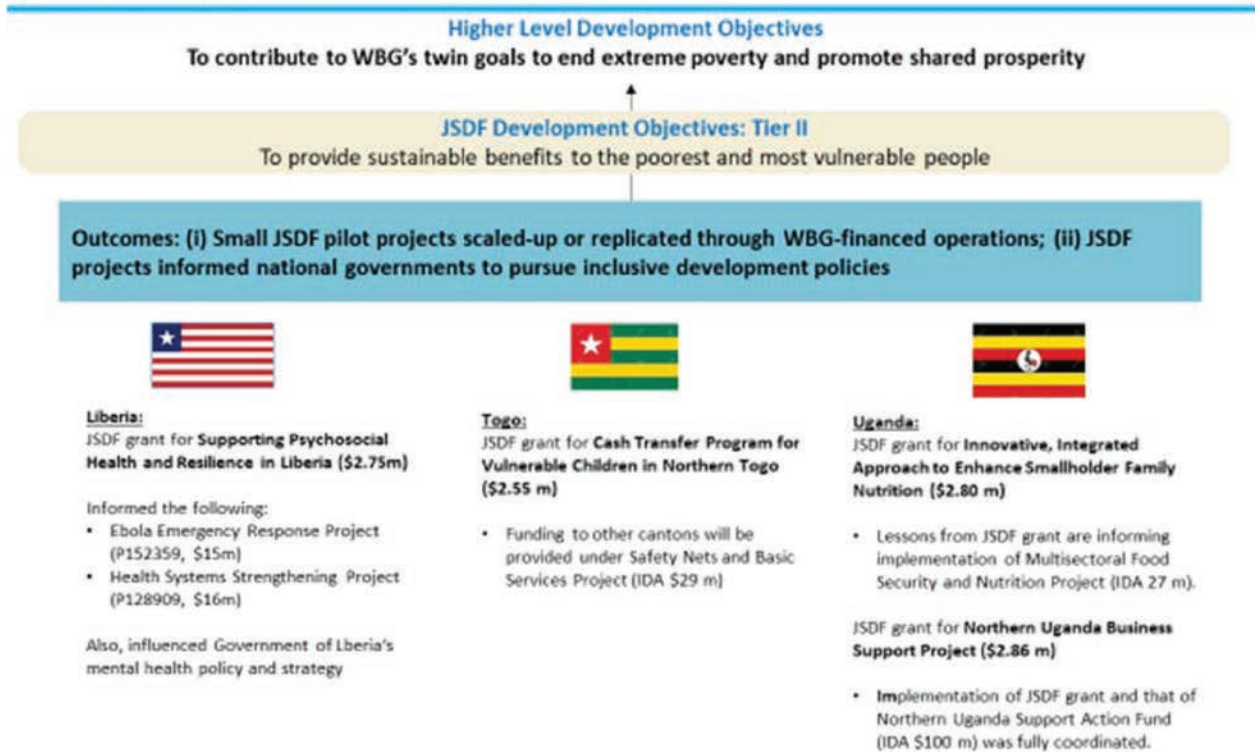 Higher Level Development Objectives
To contribute to WBG's twin goals to end extreme poverty and promote shared prosperity
JSDF Development Objectives: Tier II
To provide sustainable benefits to the poorest and most vulnerable people
Outcomes: (i) Small JSDF pilot projects scaled-up or replicated through WBG-financed operations; (ii) JSDF
projects informed national governments to pursue inclusive development policies
Liberia:
JSDF grant for Supporting Psychosocial
Health and Resilience in Liberia ($2.75m)
Informed the following:
• Ebola Emergency Response Project
(P152359, $15m)
• Health Systems Strengthening Project
(P128909, $16m)
Also, influenced Government of Lberia's
mental health policy and strategy
Togo:
JSDF grant for Cash Transfer Program for
Vulnerable Children in Northern Togo
($2.55 m)
• Funding to other cantons will be
provided under Safety Nets and Basic
Services Project (IDA $29 m)
Uganda:
JSDF grant for Innovative, Integrated
Approach to Enhance Smallholder Family
Nutrition ($2.80 m)
• Lessons from JSDF grant are informing
implementation of Multisectoral Food
Security and Nutrition Project (IDA 27 m).
JSDF grant for Northern Uganda Business
Support Project ($2.86 m)
• Implementation of JSDF grant and that of
Northern Uganda Support Action Fund
(IDA $100 m) was fully coordinated.